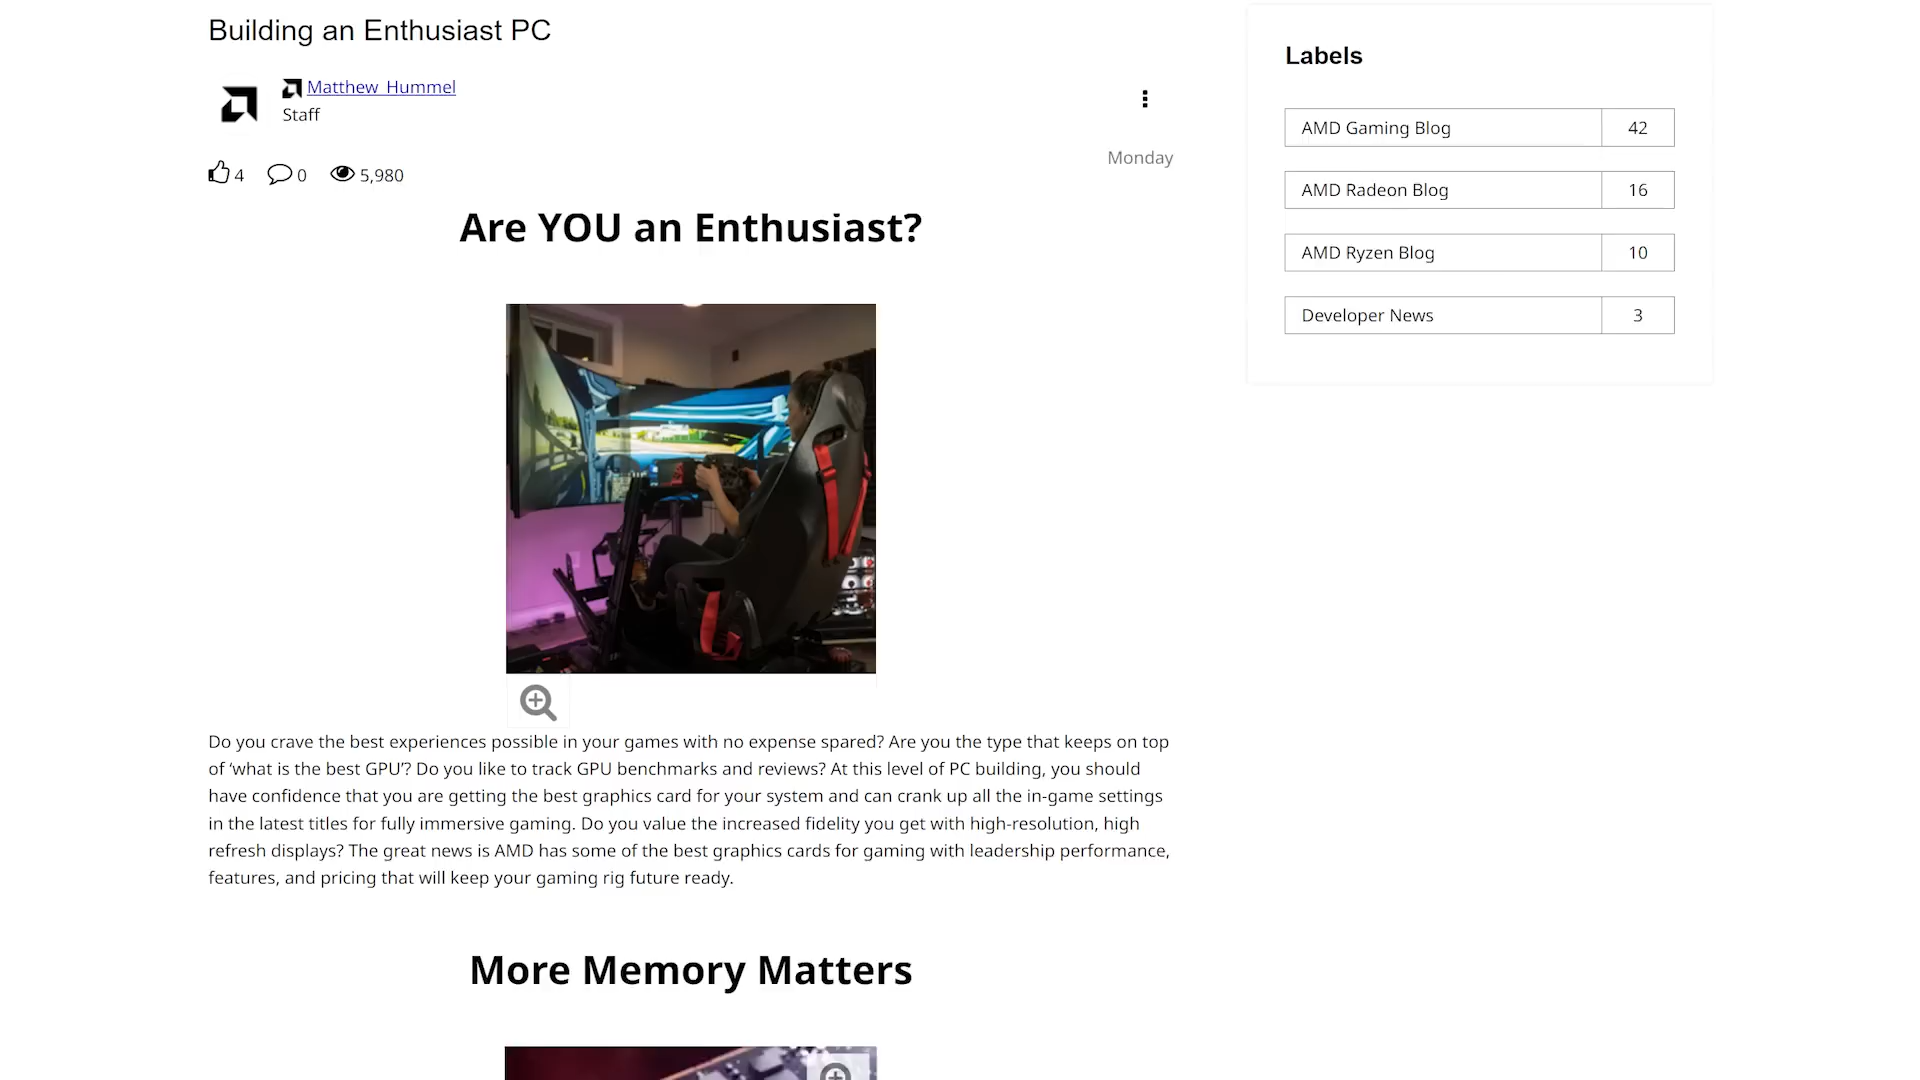 Building an Enthusiast PC
Matthew_Hummel
Staff
Monday
4 0 5,980
Are YOU an Enthusiast?
Do you crave the best experiences possible in your games with no expense spared? Are you the type that keeps on top
of ‘what is the best GPU’? Do you like to track GPU benchmarks and reviews? At this level of PC building, you should
have confidence that you are getting the best graphics card for your system and can crank up all the in-game settings
in the latest titles for fully immersive gaming. Do you value the increased fidelity you get with high-resolution, high
refresh displays? The great news is AMD has some of the best graphics cards for gaming with leadership performance,
features, and pricing that will keep your gaming rig future ready.
More Memory Matters
Labels
AMD Gaming Blog 42
AMD Radeon Blog 16
AMD Ryzen Blog 10
Developer News 3